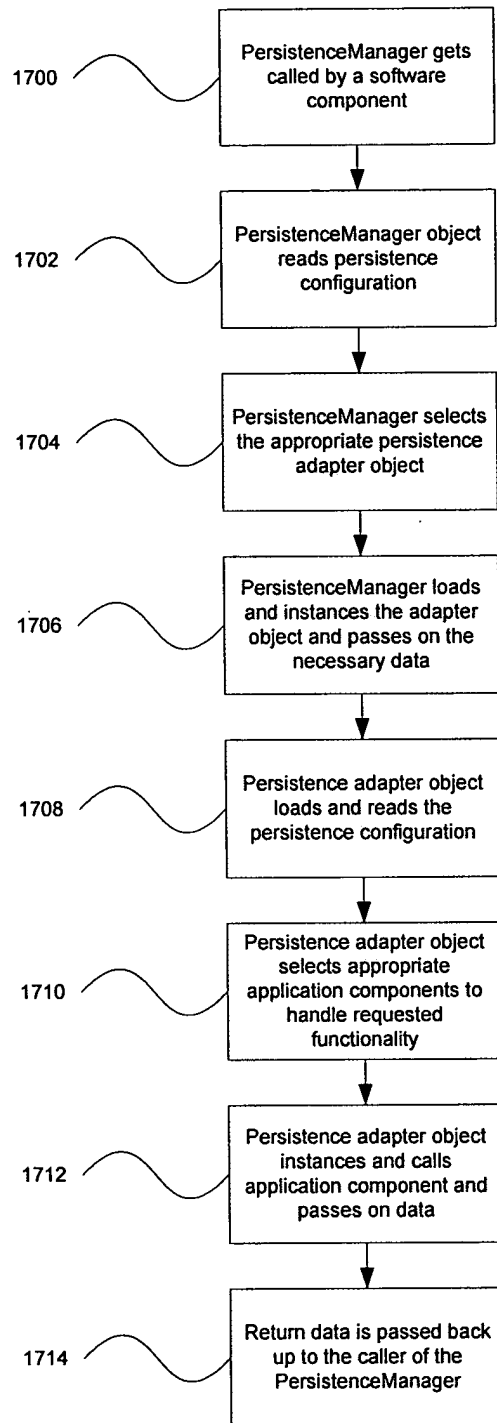 1700
PersistenceManager gets
called by a software
component
1702
PersistenceManager object
reads persistence
configuration
1704
PersistenceManager selects
the appropriate persistence
adapter object
1706
PersistenceManager loads
and instances the adapter
object and passes on the
necessary data
1708
Persistence adapter object
loads and reads the
persistence configuration
1710
Persistence adapter object
selects appropriate
application components to
handle requested
functionality
1712
Persistence adapter object
instances and calls
application component and
passes on data
1714
Return data is passed back
up to the caller of the
PersistenceManager